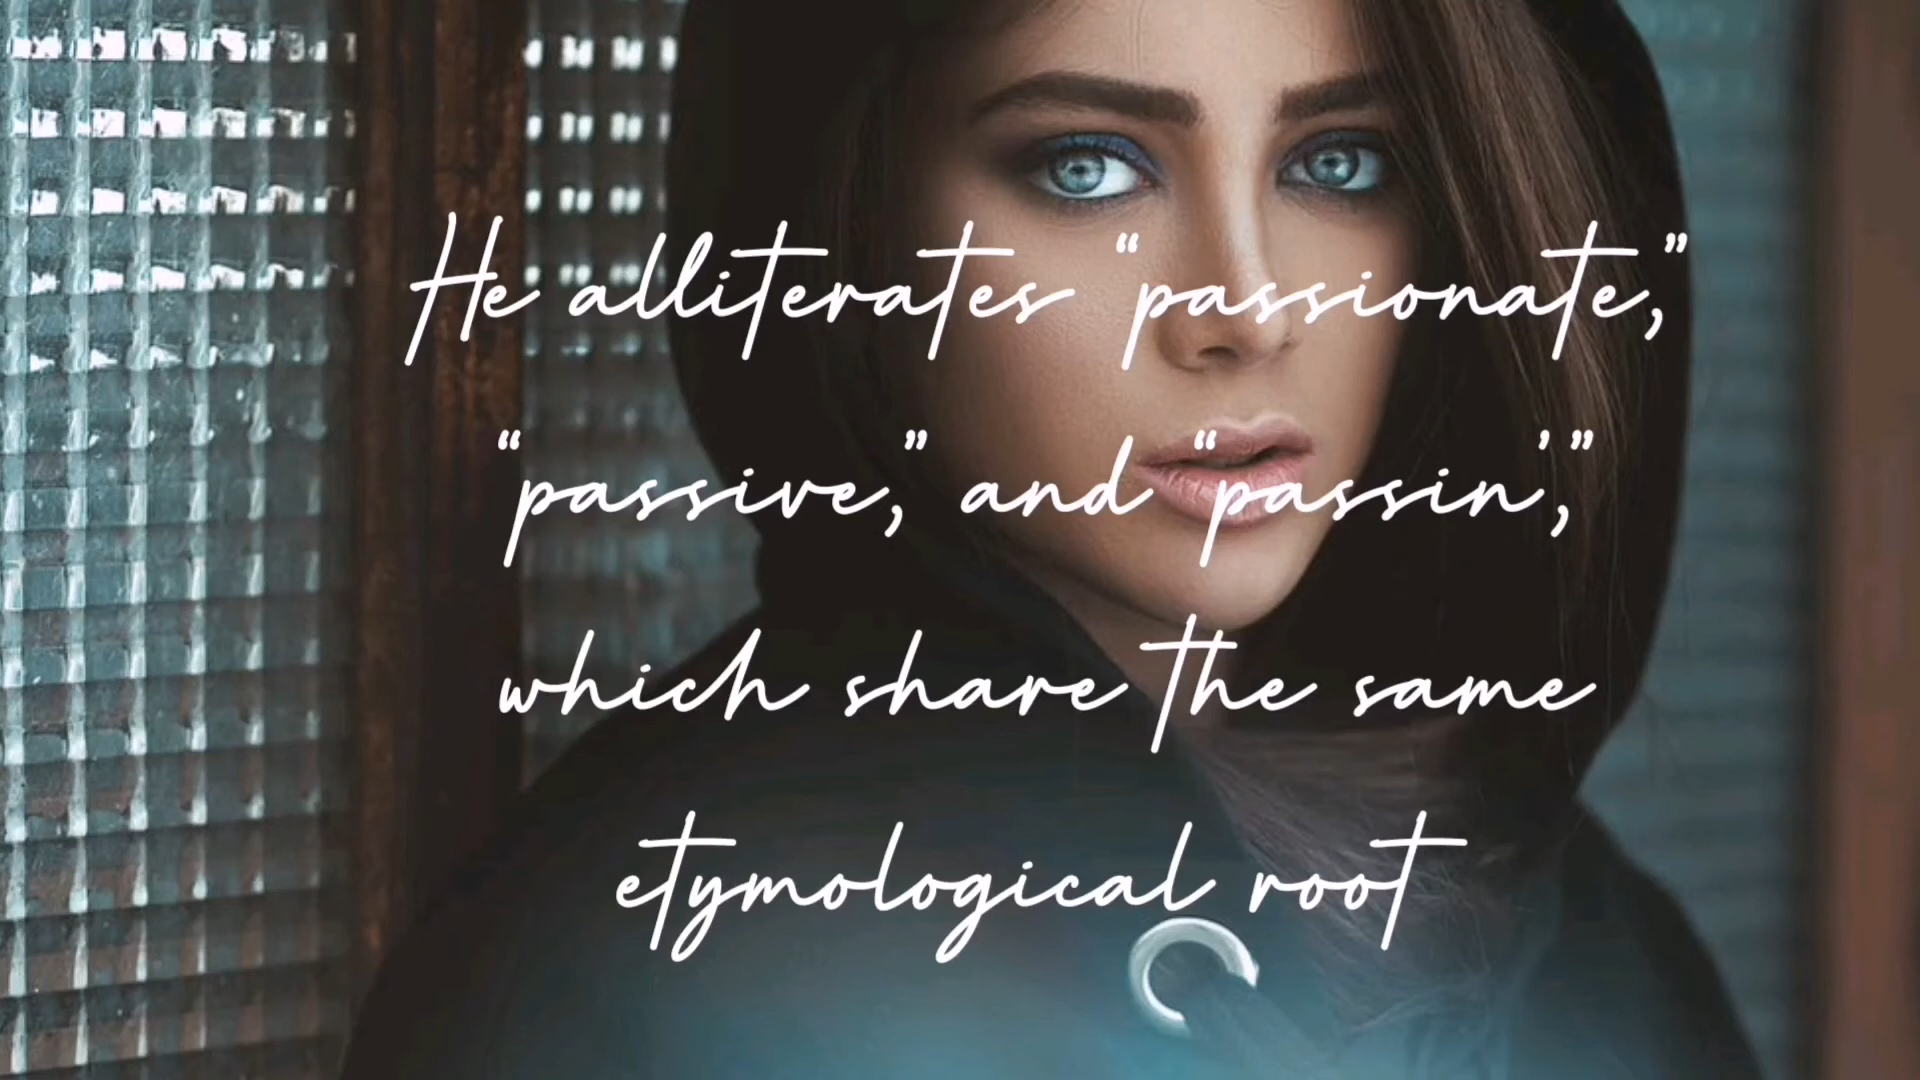 He alliterates “passionate,”
“passive,” and “passin’,”
which share the same
etymological root